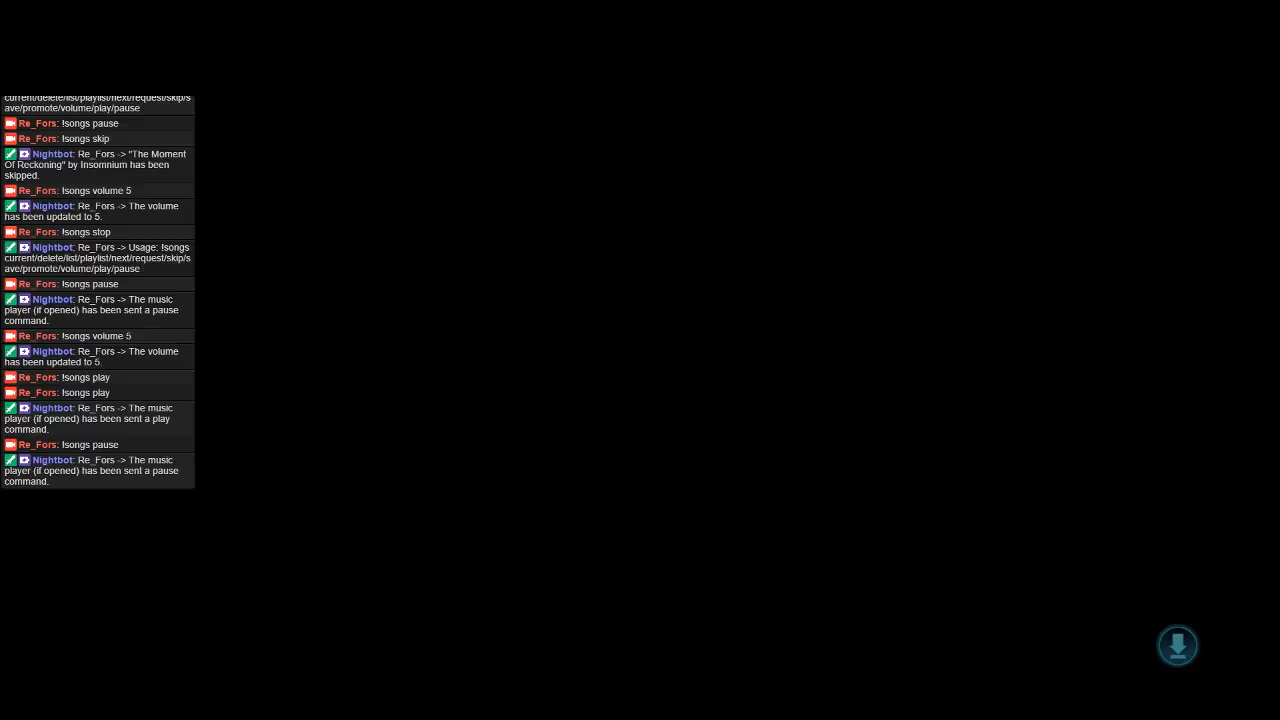 current/delete/list/playlist/next/request/skip/s
ave/promote/volume/play/pause
Re_Fors: !songs pause
Re_Fors: !songs skip
Nightbot: Re_Fors -> "The Moment
Of Reckoning" by Insomnium has been
skipped.
Re_Fors: !songs volume 5
Nightbot: Re_Fors -> The volume
has been updated to 5.
Re_Fors: !songs stop
Nightbot: Re_Fors -> Usage: !songs
current/delete/list/playlist/next/request/skip/s
ave/promote/volume/play/pause
Re_Fors: !songs pause
Nightbot: Re_Fors -> The music
player (if opened) has been sent a pause
command.
Re_Fors: !songs volume 5
Nightbot: Re_Fors -> The volume
has been updated to 5.
Re_Fors: !songs play
Re_Fors: !songs play
Nightbot: Re_Fors -> The music
player (if opened) has been sent a play
command.
Re_Fors: !songs pause
Nightbot: Re_Fors -> The music
player (if opened) has been sent a pause
command.